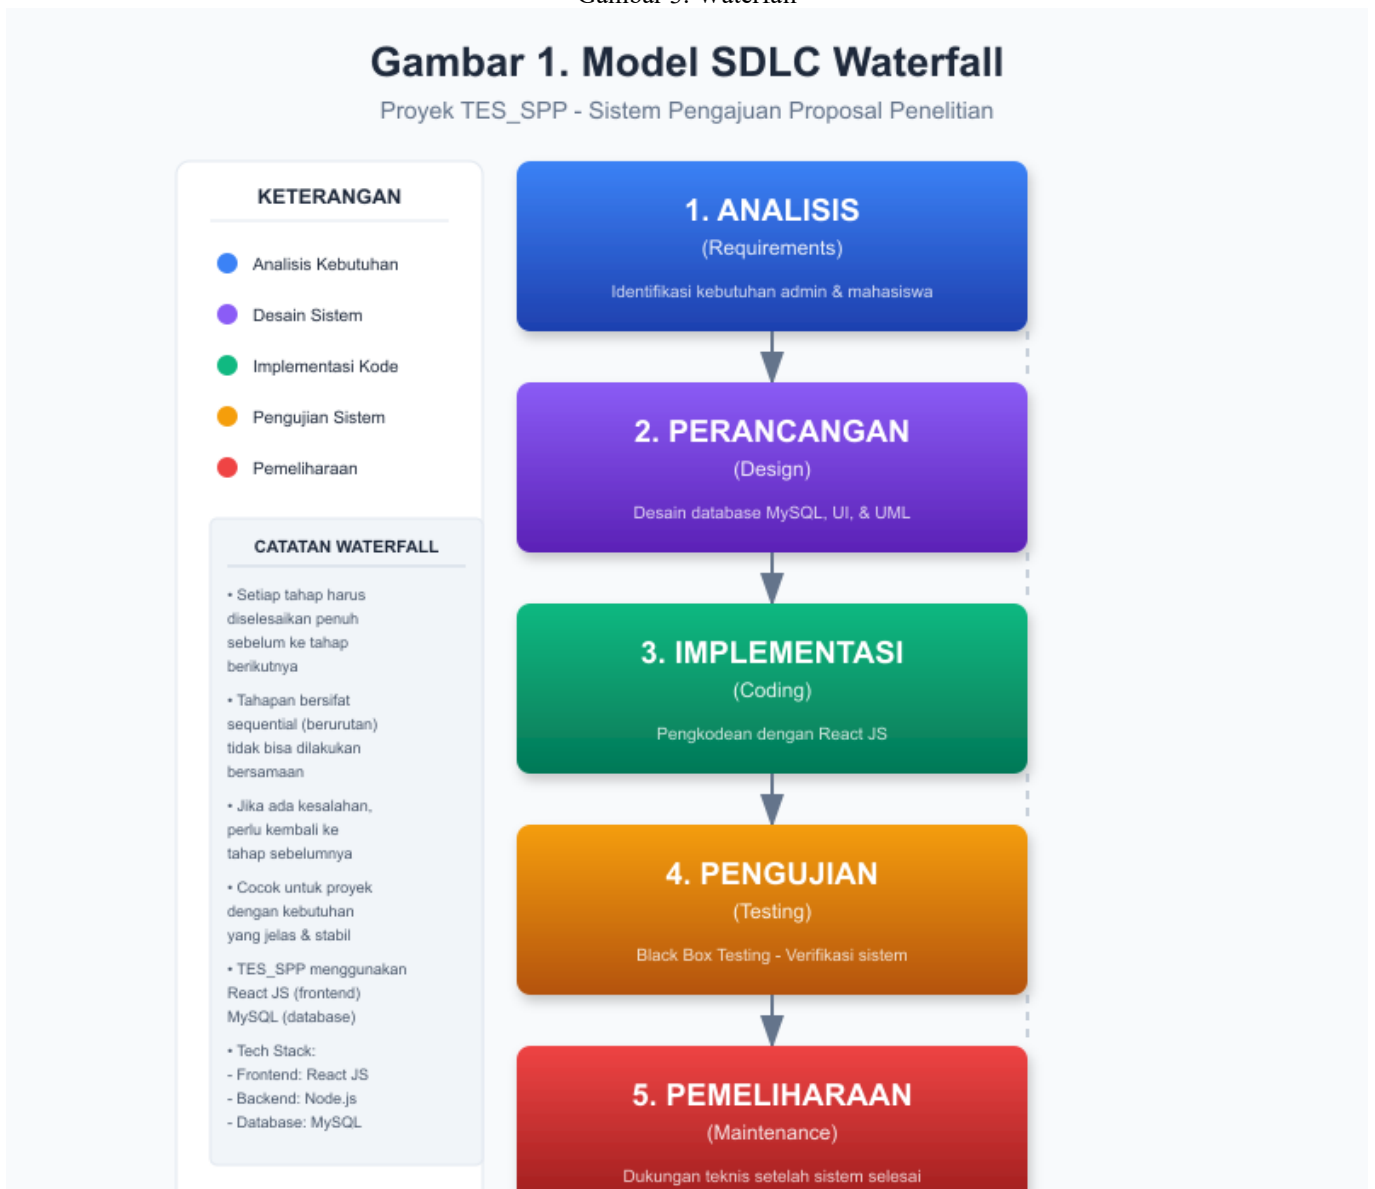 Gambar 3. Waterfall
Gambar 1. Model SDLC Waterfall
Proyek TES_SPP - Sistem Pengajuan Proposal Penelitian
KETERANGAN
Analisis Kebutuhan
Desain Sistem
Implementasi Kode
Pengujian Sistem
Pemeliharaan
CATATAN WATERFALL
• Setiap tahap harus
diselesaikan penuh
sebelum ke tahap
berikutnya
• Tahapan bersifat
sequential (berurutan)
tidak bisa dilakukan
bersamaan
• Jika ada kesalahan,
perlu kembali ke
tahap sebelumnya
• Cocok untuk proyek
dengan kebutuhan
yang jelas & stabil
• TES_SPP menggunakan
React JS (frontend)
MySQL (database)
• Tech Stack:
- Frontend: React JS
- Backend: Node.js
- Database: MySQL
1. ANALISIS
(Requirements)
Identifikasi kebutuhan admin & mahasiswa
2. PERANCANGAN
(Design)
Desain database MySQL, UI, & UML
3. IMPLEMENTASI
(Coding)
Pengkodean dengan React JS
4. PENGUJIAN
(Testing)
Black Box Testing - Verifikasi sistem
5. PEMELIHARAAN
(Maintenance)
Dukungan teknis setelah sistem selesai